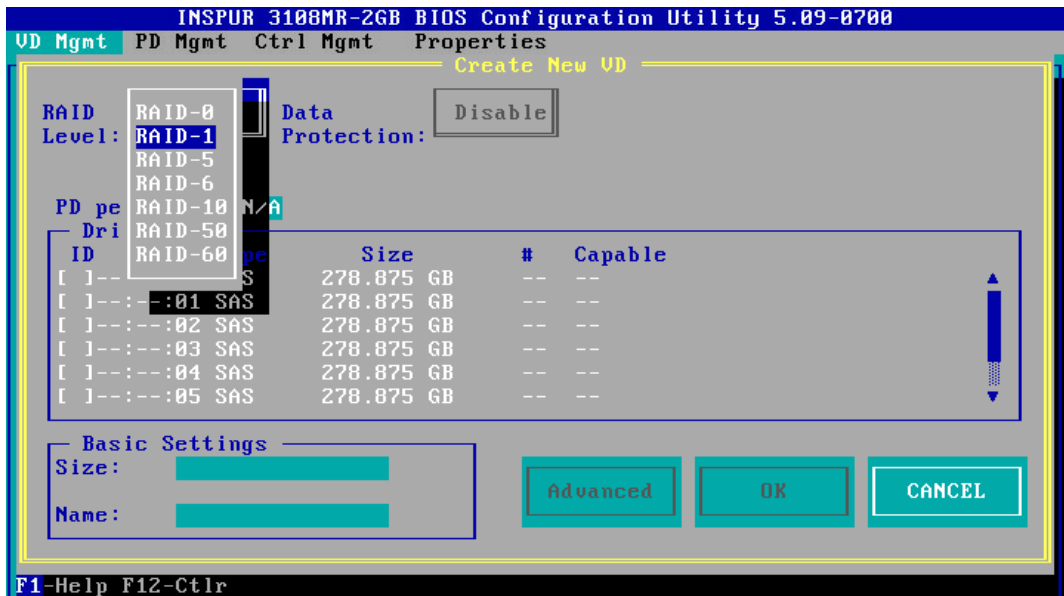 INSPUR 3108MR-2GB BIOS Configuration Utility 5.09-0700
VD Mgmt PD Mgmt Ctrl Mgmt Properties
Create New VD
RAID Level:
RAID-0
RAID-1
RAID-5
RAID-6
RAID-10
RAID-50
RAID-60
Data Protection:
Disable
PD pe N/A
Dri
ID pe Size # Capable
[ ]-- S 278.875 GB -- --
[ ]--:--:01 SAS 278.875 GB -- --
[ ]--:--:02 SAS 278.875 GB -- --
[ ]--:--:03 SAS 278.875 GB -- --
[ ]--:--:04 SAS 278.875 GB -- --
[ ]--:--:05 SAS 278.875 GB -- --
Basic Settings
Size:
Name:
Advanced OK CANCEL
F1-Help F12-Ctlr